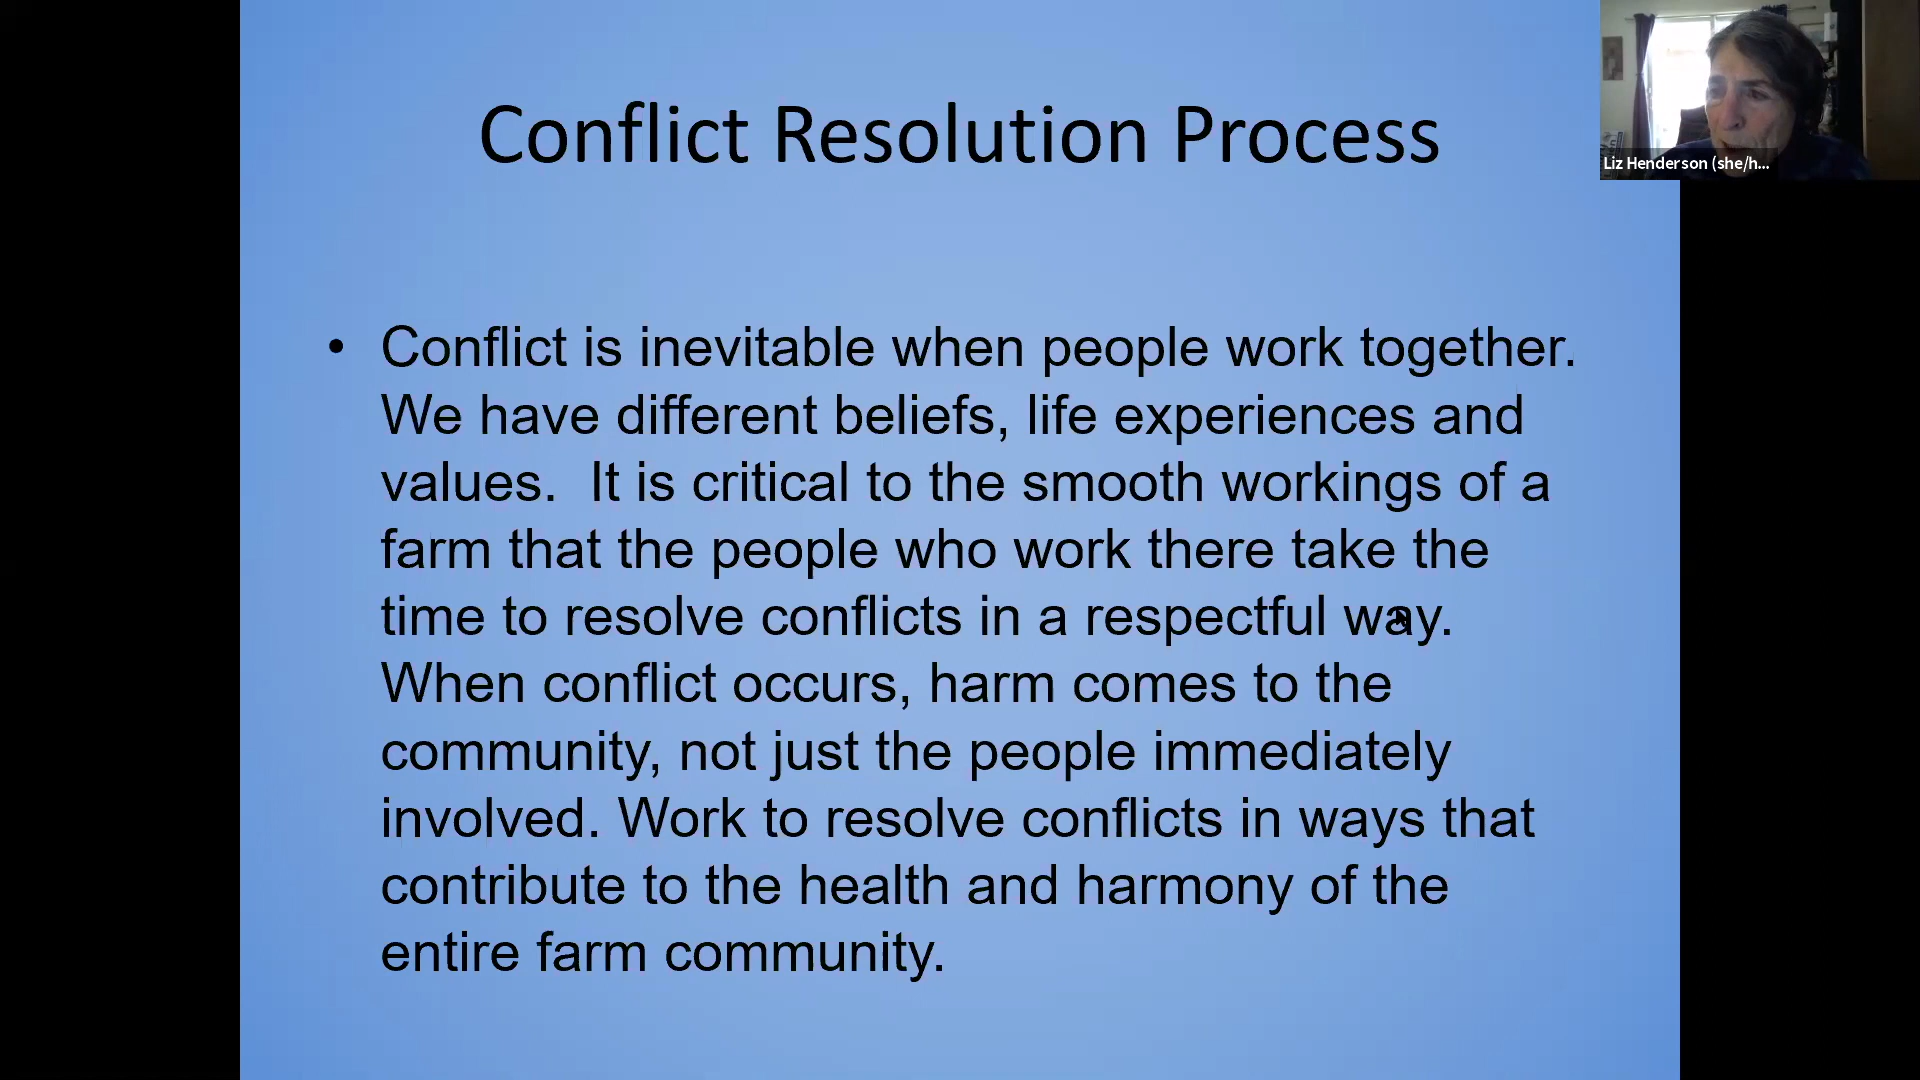 Conflict Resolution Process
Liz Henderson (she/h...
• Conflict is inevitable when people work together.
We have different beliefs, life experiences and
values.  It is critical to the smooth workings of a
farm that the people who work there take the
time to resolve conflicts in a respectful way.
When conflict occurs, harm comes to the
community, not just the people immediately
involved. Work to resolve conflicts in ways that
contribute to the health and harmony of the
entire farm community.